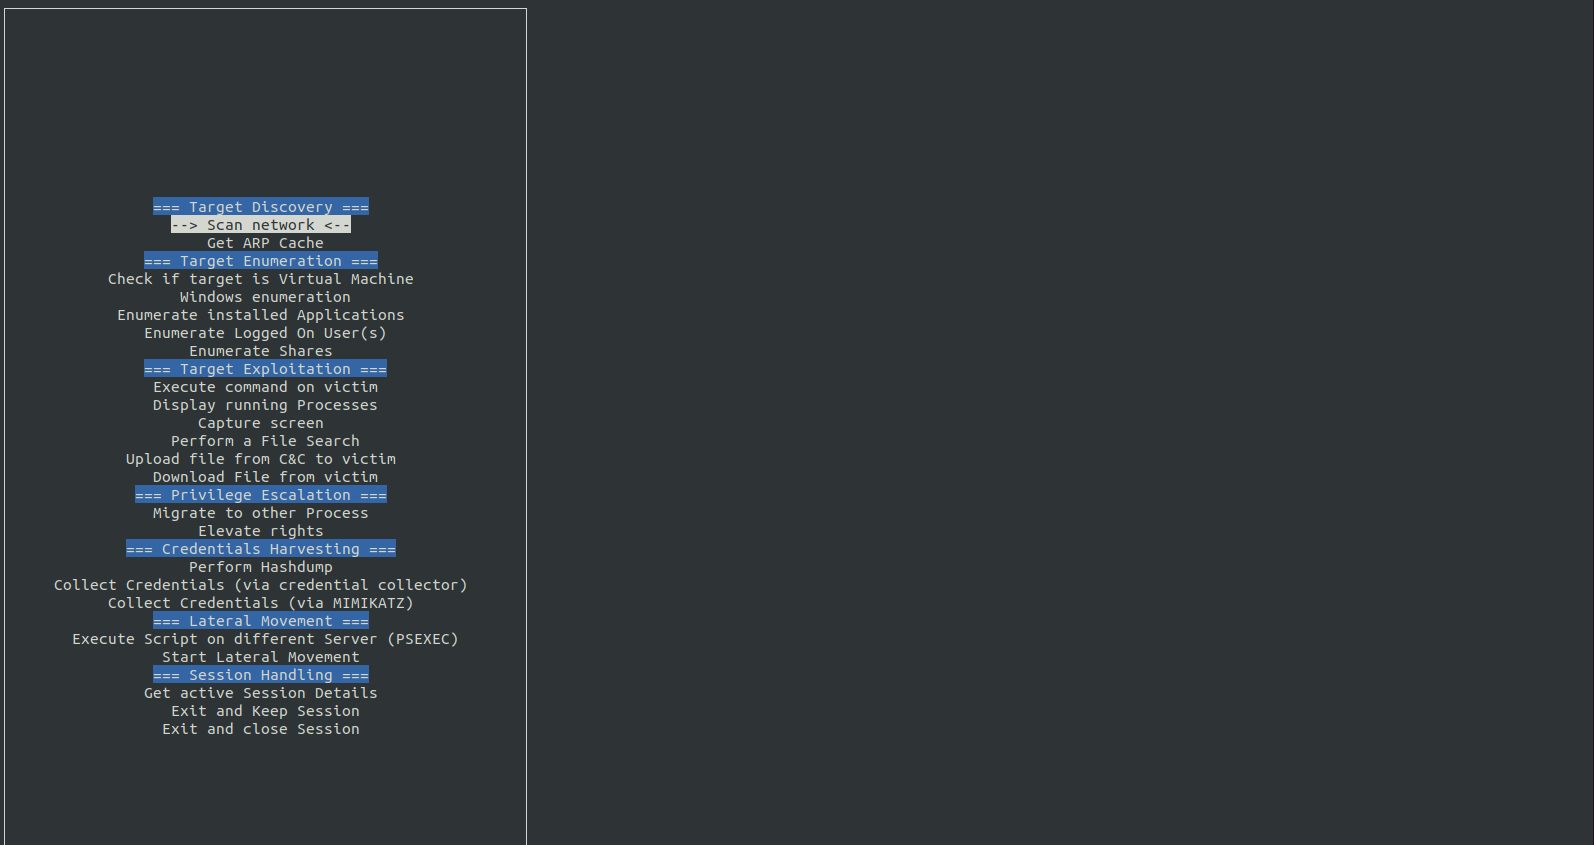 === Target Discovery ===
--> Scan network <--
Get ARP Cache
=== Target Enumeration ===
Check if target is Virtual Machine
Windows enumeration
Enumerate installed Applications
Enumerate Logged On User(s)
Enumerate Shares
=== Target Exploitation ===
Execute command on victim
Display running Processes
Capture screen
Perform a File Search
Upload file from C&C to victim
Download File from victim
=== Privilege Escalation ===
Migrate to other Process
Elevate rights
=== Credentials Harvesting ===
Perform Hashdump
Collect Credentials (via credential collector)
Collect Credentials (via MIMIKATZ)
=== Lateral Movement ===
Execute Script on different Server (PSEXEC)
Start Lateral Movement
=== Session Handling ===
Get active Session Details
Exit and Keep Session
Exit and close Session